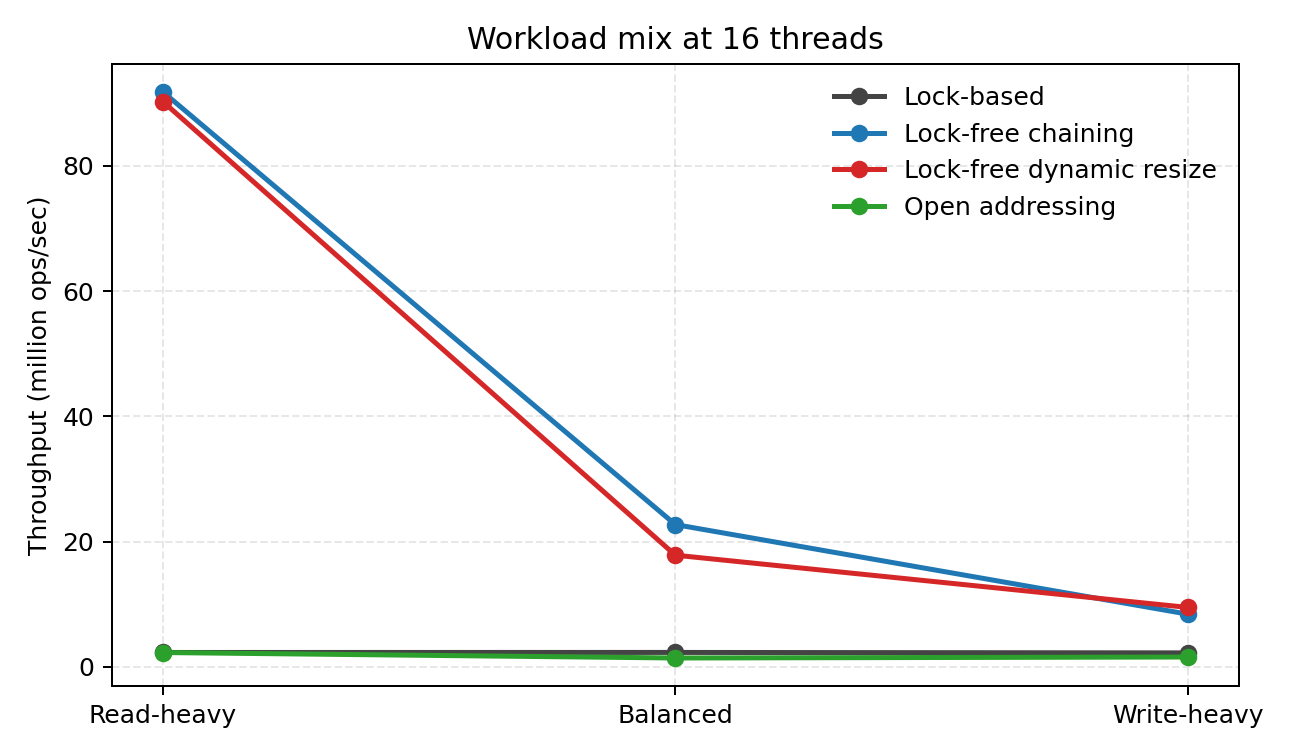 Workload mix at 16 threads
Throughput (million ops/sec)
80
60
40
20
0
Lock-based
Lock-free chaining
Lock-free dynamic resize
Open addressing
Read-heavy
Balanced
Write-heavy